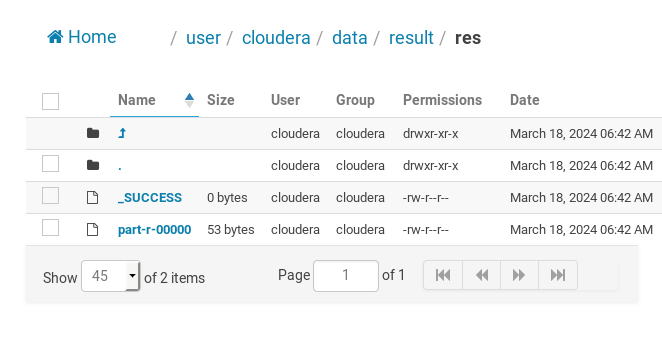 Home / user / cloudera / data / result / res
Name Size User Group Permissions Date
cloudera cloudera drwxr-xr-x March 18, 2024 06:42 AM
. cloudera cloudera drwxr-xr-x March 18, 2024 06:42 AM
_SUCCESS 0 bytes cloudera cloudera -rw-r--r-- March 18, 2024 06:42 AM
part-r-00000 53 bytes cloudera cloudera -rw-r--r-- March 18, 2024 06:42 AM
Show 45 of 2 items Page 1 of 1